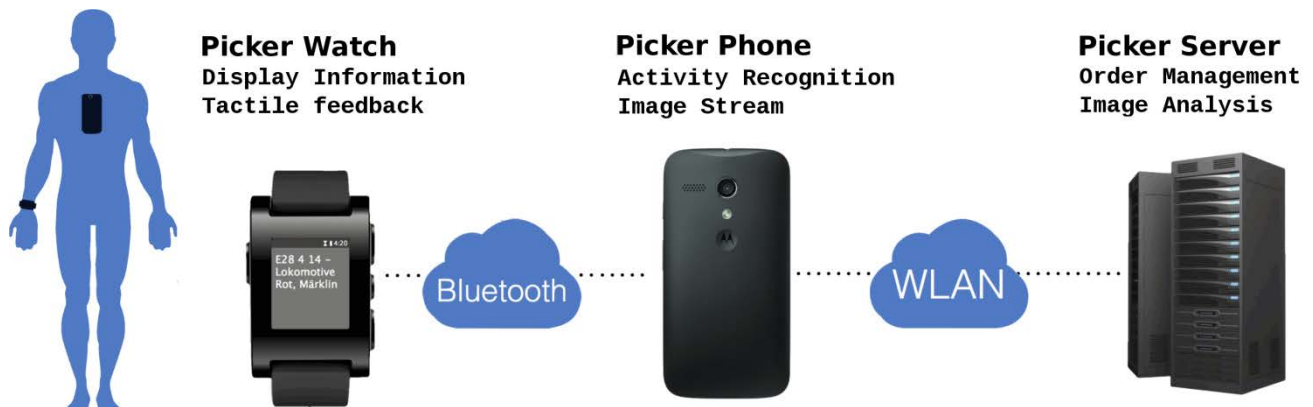 Picker Watch
Display Information
Tactile feedback
Picker Phone
Activity Recognition
Image Stream
Picker Server
Order Management
Image Analysis
4:20
E28 4 14 –
Lokomotive
Rot, Märklin
Bluetooth
WLAN